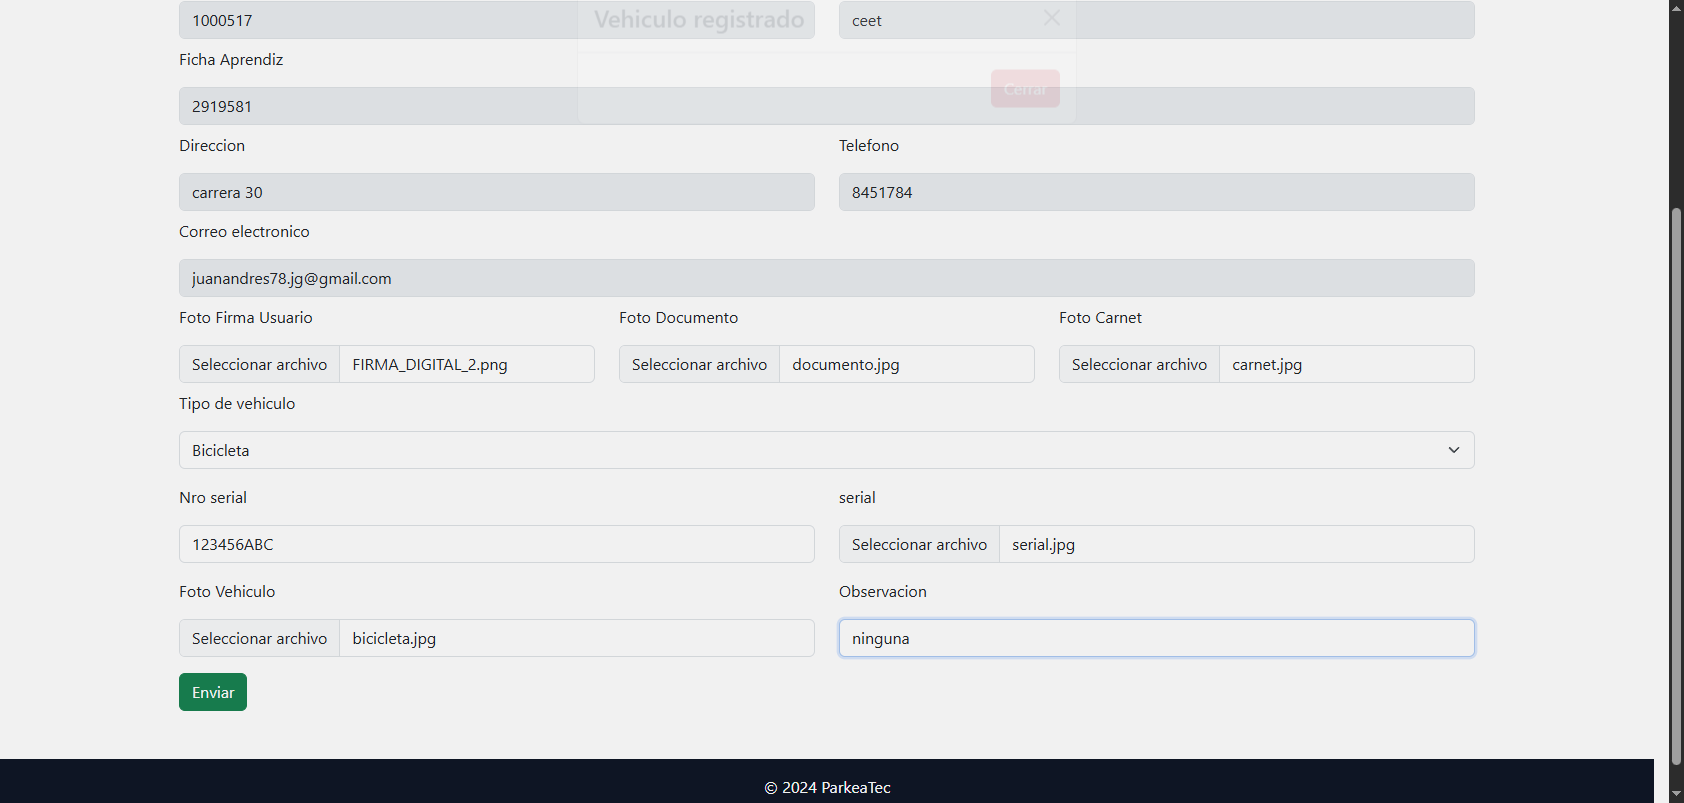 1000517
Vehiculo registrado
ceet
Ficha Aprendiz
Cerrar
2919581
Direccion
Telefono
carrera 30
8451784
Correo electronico
juanandres78.jg@gmail.com
Foto Firma Usuario
Foto Documento
Foto Carnet
Seleccionar archivo FIRMA_DIGITAL_2.png
Seleccionar archivo documento.jpg
Seleccionar archivo carnet.jpg
Tipo de vehiculo
Bicicleta
Nro serial
serial
123456ABC
Seleccionar archivo serial.jpg
Foto Vehiculo
Observacion
Seleccionar archivo bicicleta.jpg
ninguna
Enviar
© 2024 ParkeaTec